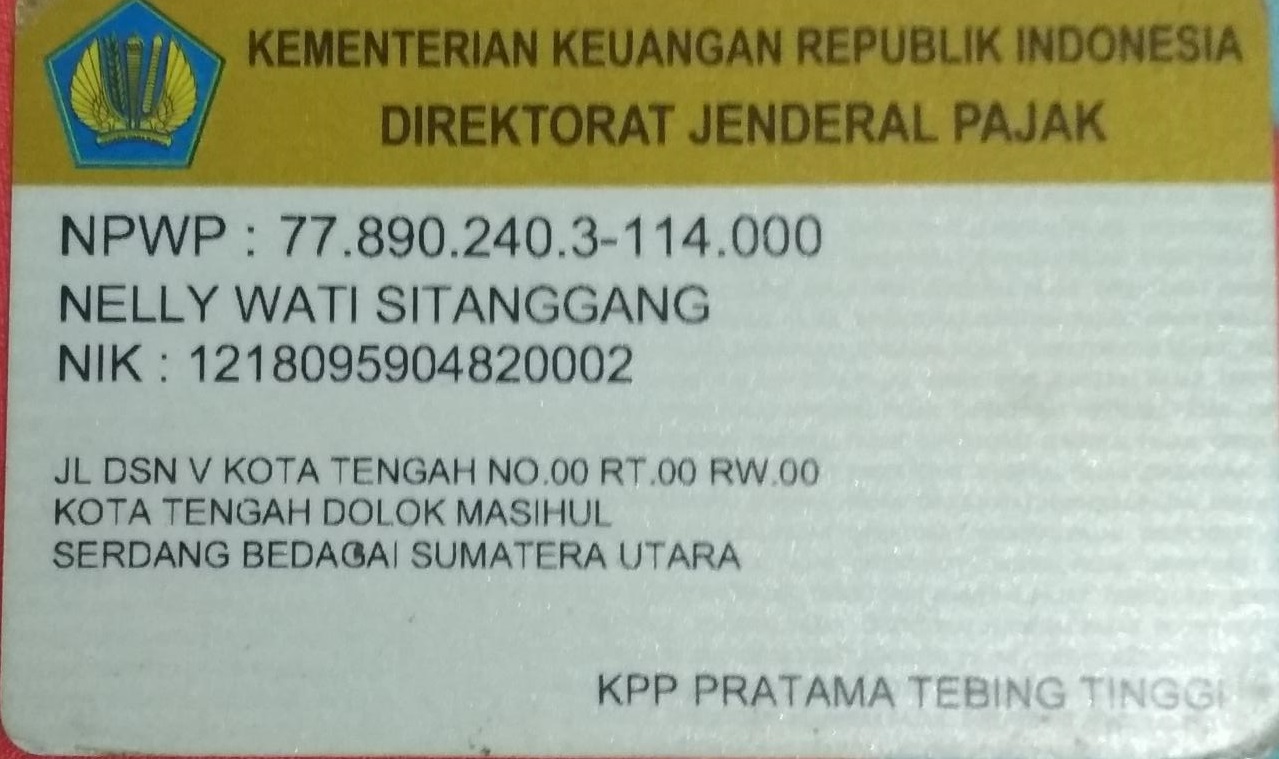 KEMENTERIAN KEUANGAN REPUBLIK INDONESIA
DIREKTORAT JENDERAL PAJAK
NPWP : 77.890.240.3-114.000
NELLY WATI SITANGGANG
NIK : 1218095904820002
JL DSN V KOTA TENGAH NO.00 RT.00 RW.00
KOTA TENGAH DOLOK MASIHUL
SERDANG BEDAGAI SUMATERA UTARA
KPP PRATAMA TEBING TINGGI